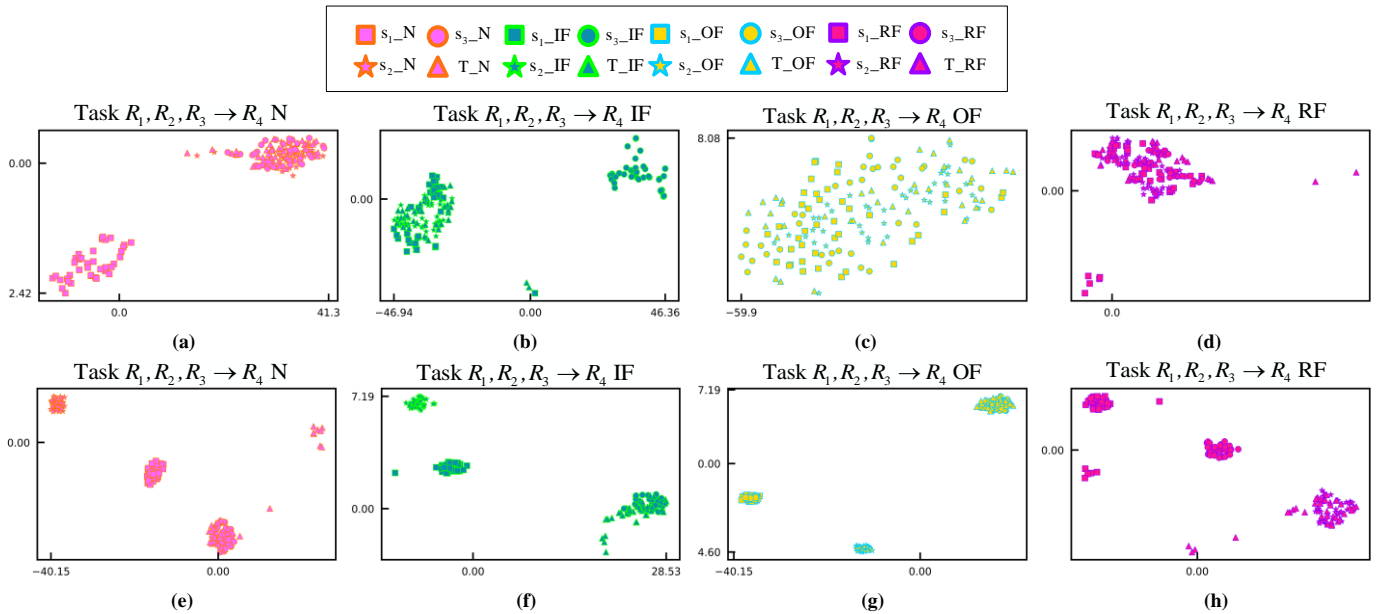 s₁_N s₃_N s₁_IF s₃_IF s₁_OF s₃_OF s₁_RF s₃_RF
s₂_N T_N s₂_IF T_IF s₂_OF T_OF s₂_RF T_RF
Task R₁, R₂, R₃ → R₄ N
Task R₁, R₂, R₃ → R₄ IF
Task R₁, R₂, R₃ → R₄ OF
Task R₁, R₂, R₃ → R₄ RF
0.00
2.42
0.0
41.3
0.00
−46.94
0.00
46.36
8.08
−59.9
0.00
0.0
(a)
(b)
(c)
(d)
Task R₁, R₂, R₃ → R₄ N
Task R₁, R₂, R₃ → R₄ IF
Task R₁, R₂, R₃ → R₄ OF
Task R₁, R₂, R₃ → R₄ RF
0.00
−40.15
0.00
7.19
0.00
0.00
28.53
7.19
0.00
4.60
−40.15
0.00
0.00
0.00
(e)
(f)
(g)
(h)